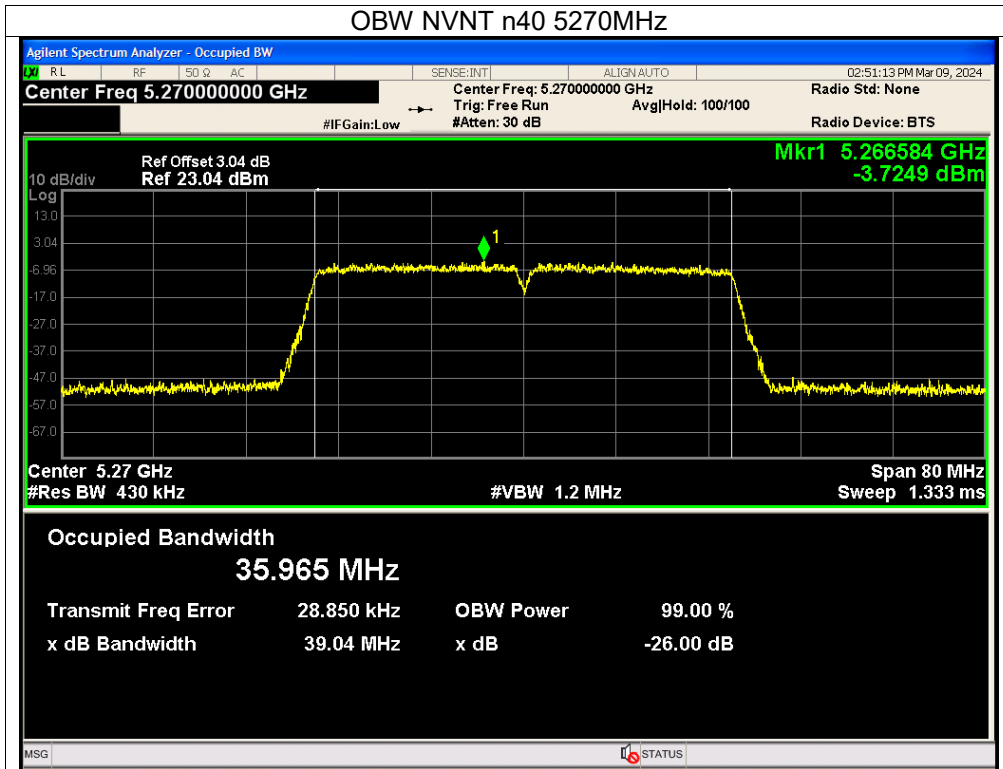 OBW NVNT n40 5270MHz
Agilent Spectrum Analyzer - Occupied BW
LXI RL RF 50 Ω AC SENSE:INT ALIGN AUTO 02:51:13 PM Mar 09, 2024
Center Freq 5.270000000 GHz Center Freq: 5.270000000 GHz Radio Std: None
Trig: Free Run Avg|Hold: 100/100
#IFGain:Low #Atten: 30 dB Radio Device: BTS
Mkr1 5.266584 GHz
-3.7249 dBm
Ref Offset 3.04 dB
10 dB/div Ref 23.04 dBm
Log
13.0
3.04
1
-6.96
-17.0
-27.0
-37.0
-47.0
-57.0
-67.0
Center 5.27 GHz Span 80 MHz
#Res BW 430 kHz #VBW 1.2 MHz Sweep 1.333 ms
Occupied Bandwidth
35.965 MHz
Transmit Freq Error 28.850 kHz OBW Power 99.00 %
x dB Bandwidth 39.04 MHz x dB -26.00 dB
MSG STATUS